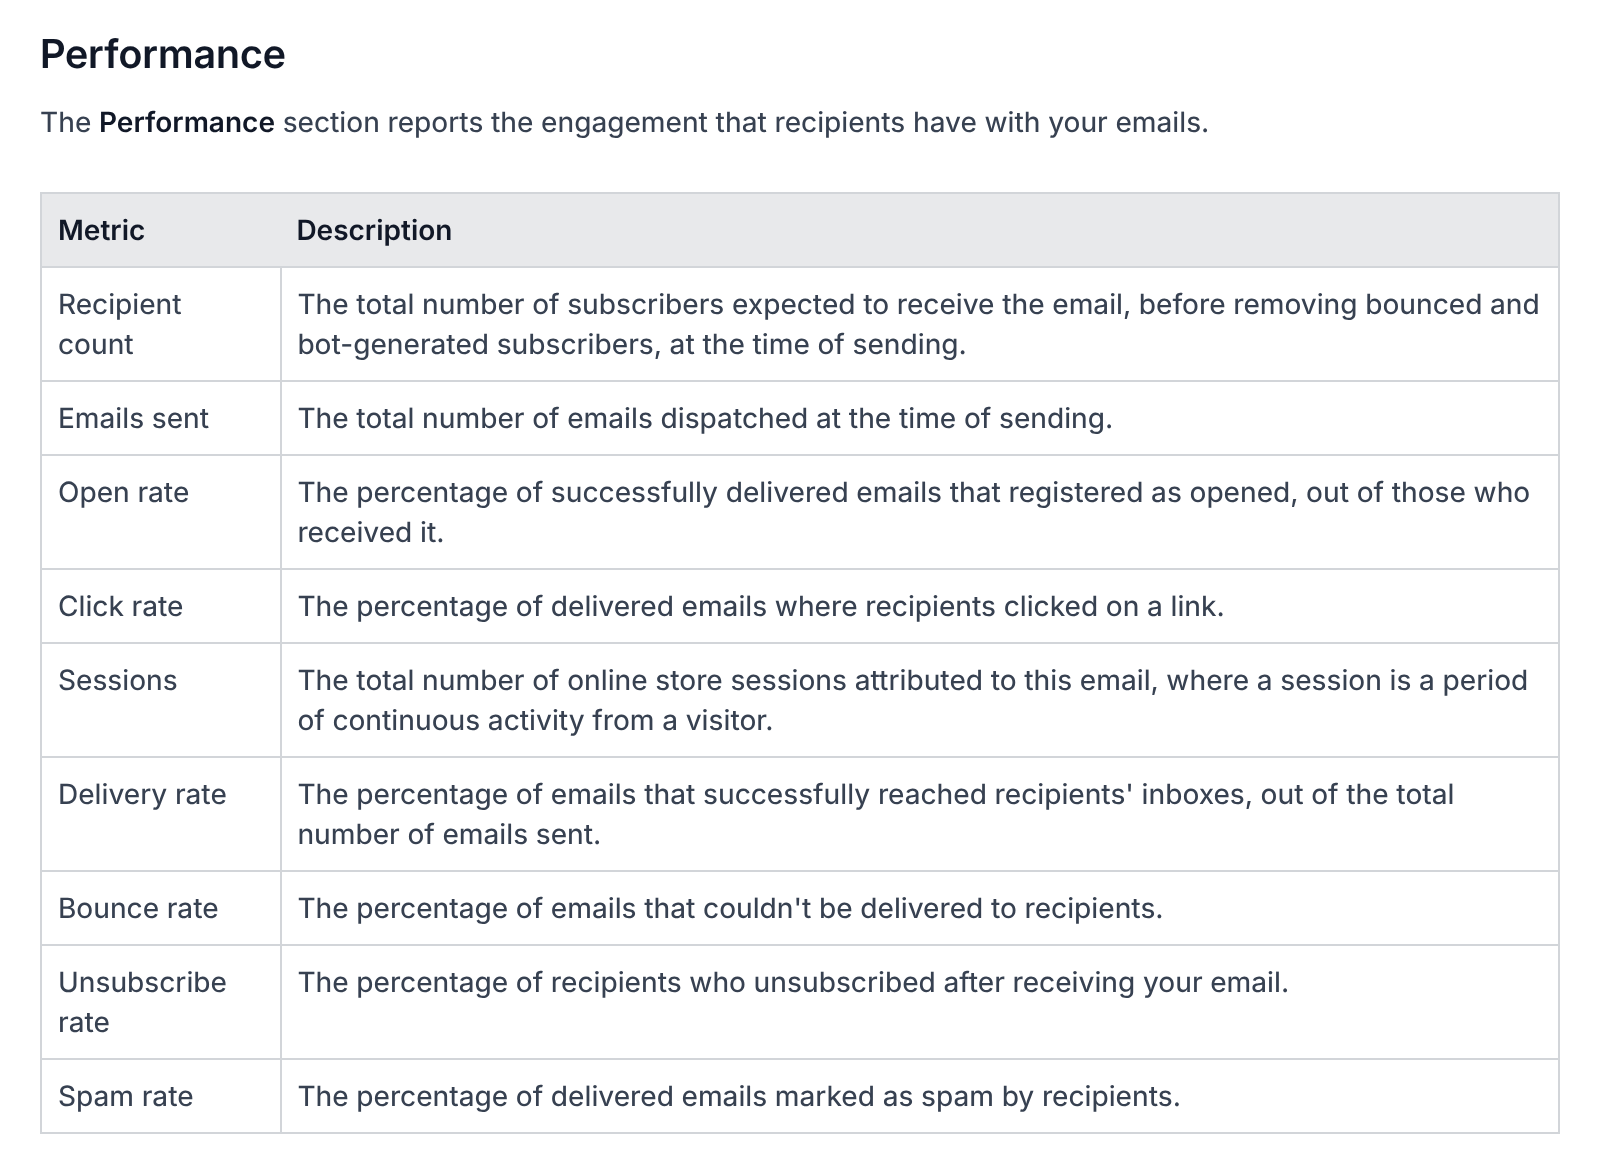 Performance
The Performance section reports the engagement that recipients have with your emails.
Metric Description
Recipient count The total number of subscribers expected to receive the email, before removing bounced and
bot-generated subscribers, at the time of sending.
Emails sent The total number of emails dispatched at the time of sending.
Open rate The percentage of successfully delivered emails that registered as opened, out of those who
received it.
Click rate The percentage of delivered emails where recipients clicked on a link.
Sessions The total number of online store sessions attributed to this email, where a session is a period
of continuous activity from a visitor.
Delivery rate The percentage of emails that successfully reached recipients' inboxes, out of the total
number of emails sent.
Bounce rate The percentage of emails that couldn't be delivered to recipients.
Unsubscribe rate The percentage of recipients who unsubscribed after receiving your email.
Spam rate The percentage of delivered emails marked as spam by recipients.